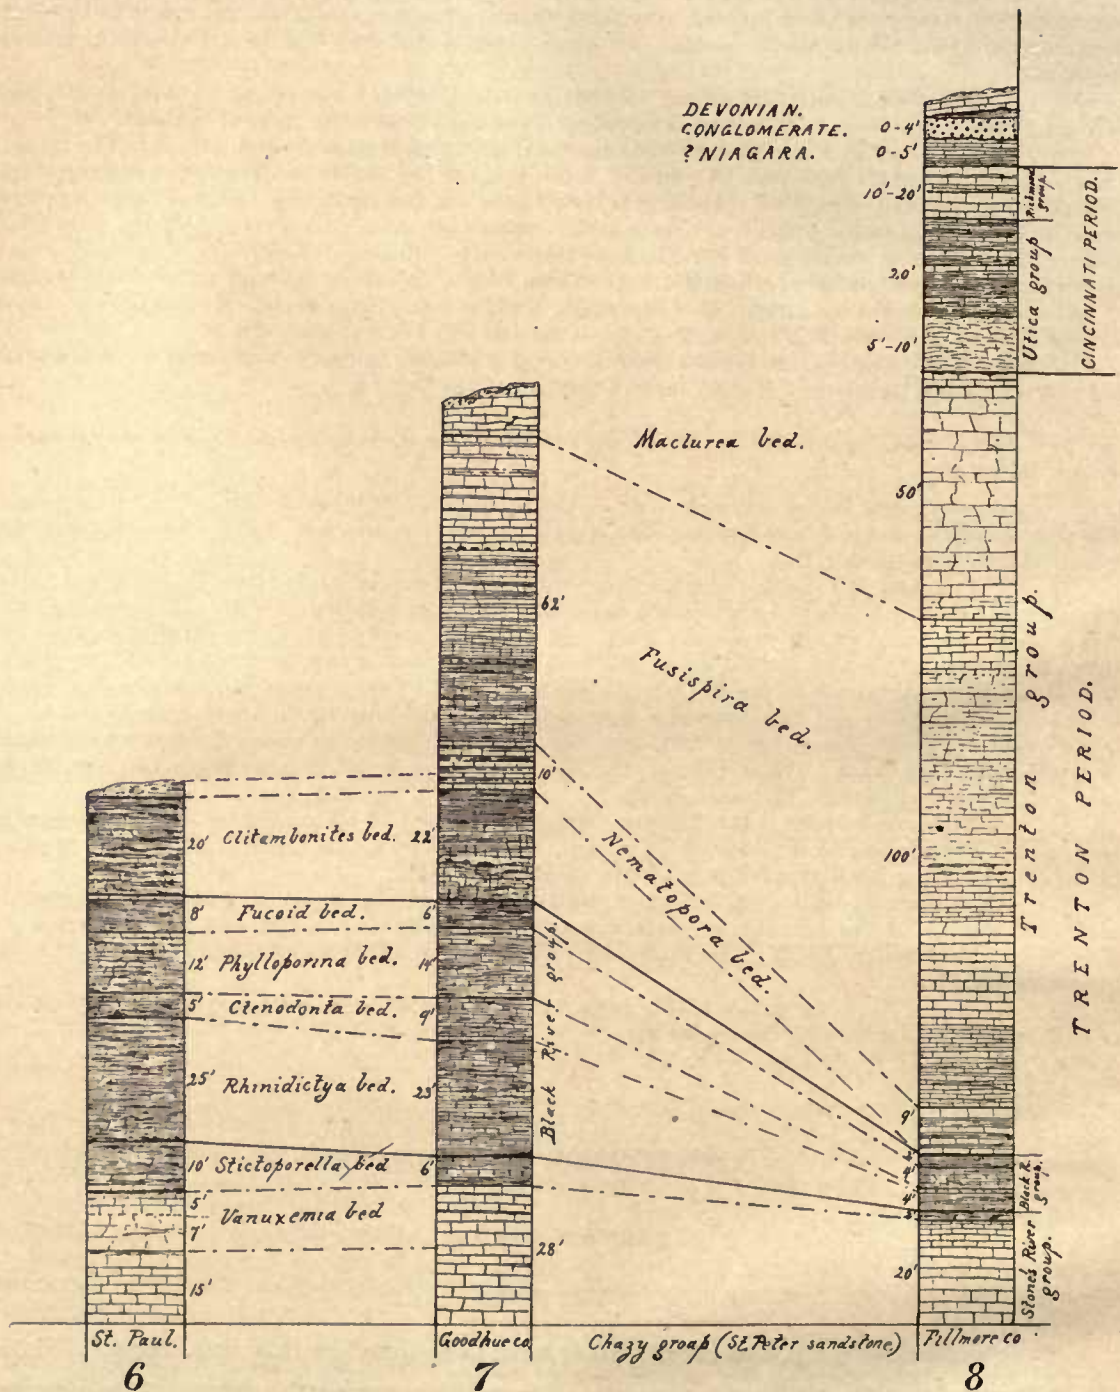 DEVONIAN.
CONGLOMERATE. 0-4'
? NIAGARA. 0-5'
10'-20'
Richmond group.
20'
Utica group
CINCINNATI PERIOD.
5'-10'
Maclurea bed.
50'
62'
Fusispira bed.
Trenton group.
TRENTON PERIOD.
10'
20' Clitambonites bed. 22'
Nematopora bed.
100'
8' Fucoid bed. 6'
12' Phylloporina bed. 14'
5' Ctenodonta bed. 9'
25' Rhinidictya bed. 25'
Black River group.
9'
4'
4'
10' Stictoporella bed 6'
Black R. group.
5'
Vanuxemia bed
7'
28'
20'
Stones River group.
15'
St. Paul.
Goodhue co
Chazy group (St. Peter sandstone)
Fillmore co
6
7
8